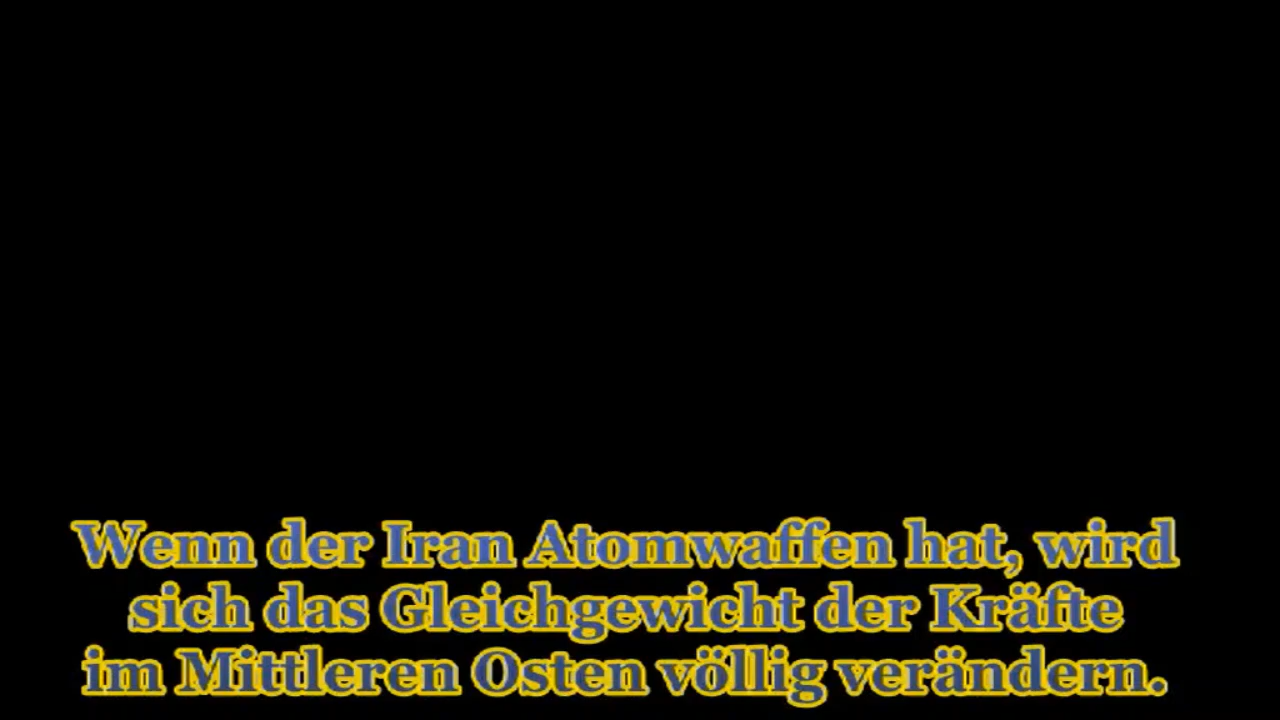 Wenn der Iran Atomwaffen hat, wird
sich das Gleichgewicht der Kräfte
im Mittleren Osten völlig verändern.